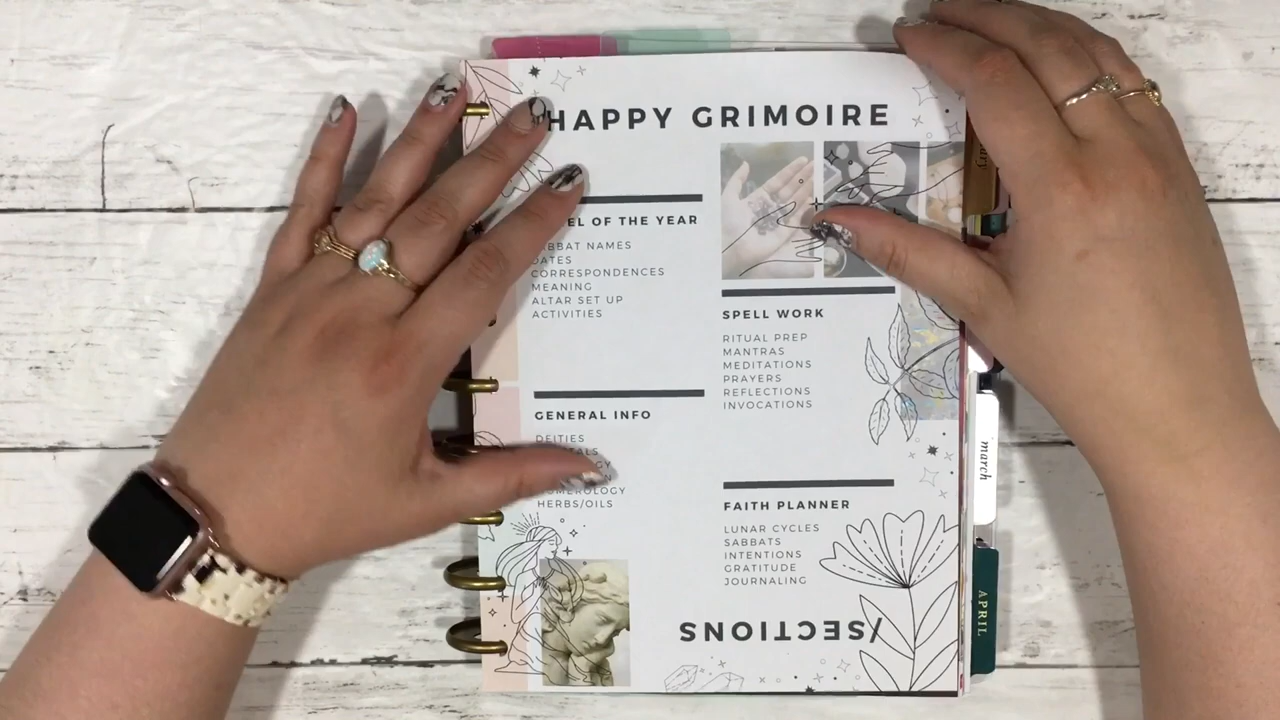 HAPPY GRIMOIRE
EL OF THE YEAR
ABBAT NAMES
DATES
CORRESPONDENCES
MEANING
ALTAR SET UP
ACTIVITIES
GENERAL INFO
DEITIES
HERBS/OILS
SPELL WORK
RITUAL PREP
MANTRAS
MEDITATIONS
PRAYERS
REFLECTIONS
INVOCATIONS
FAITH PLANNER
LUNAR CYCLES
SABBATS
INTENTIONS
GRATITUDE
JOURNALING
/SECTIONS
march
APRIL